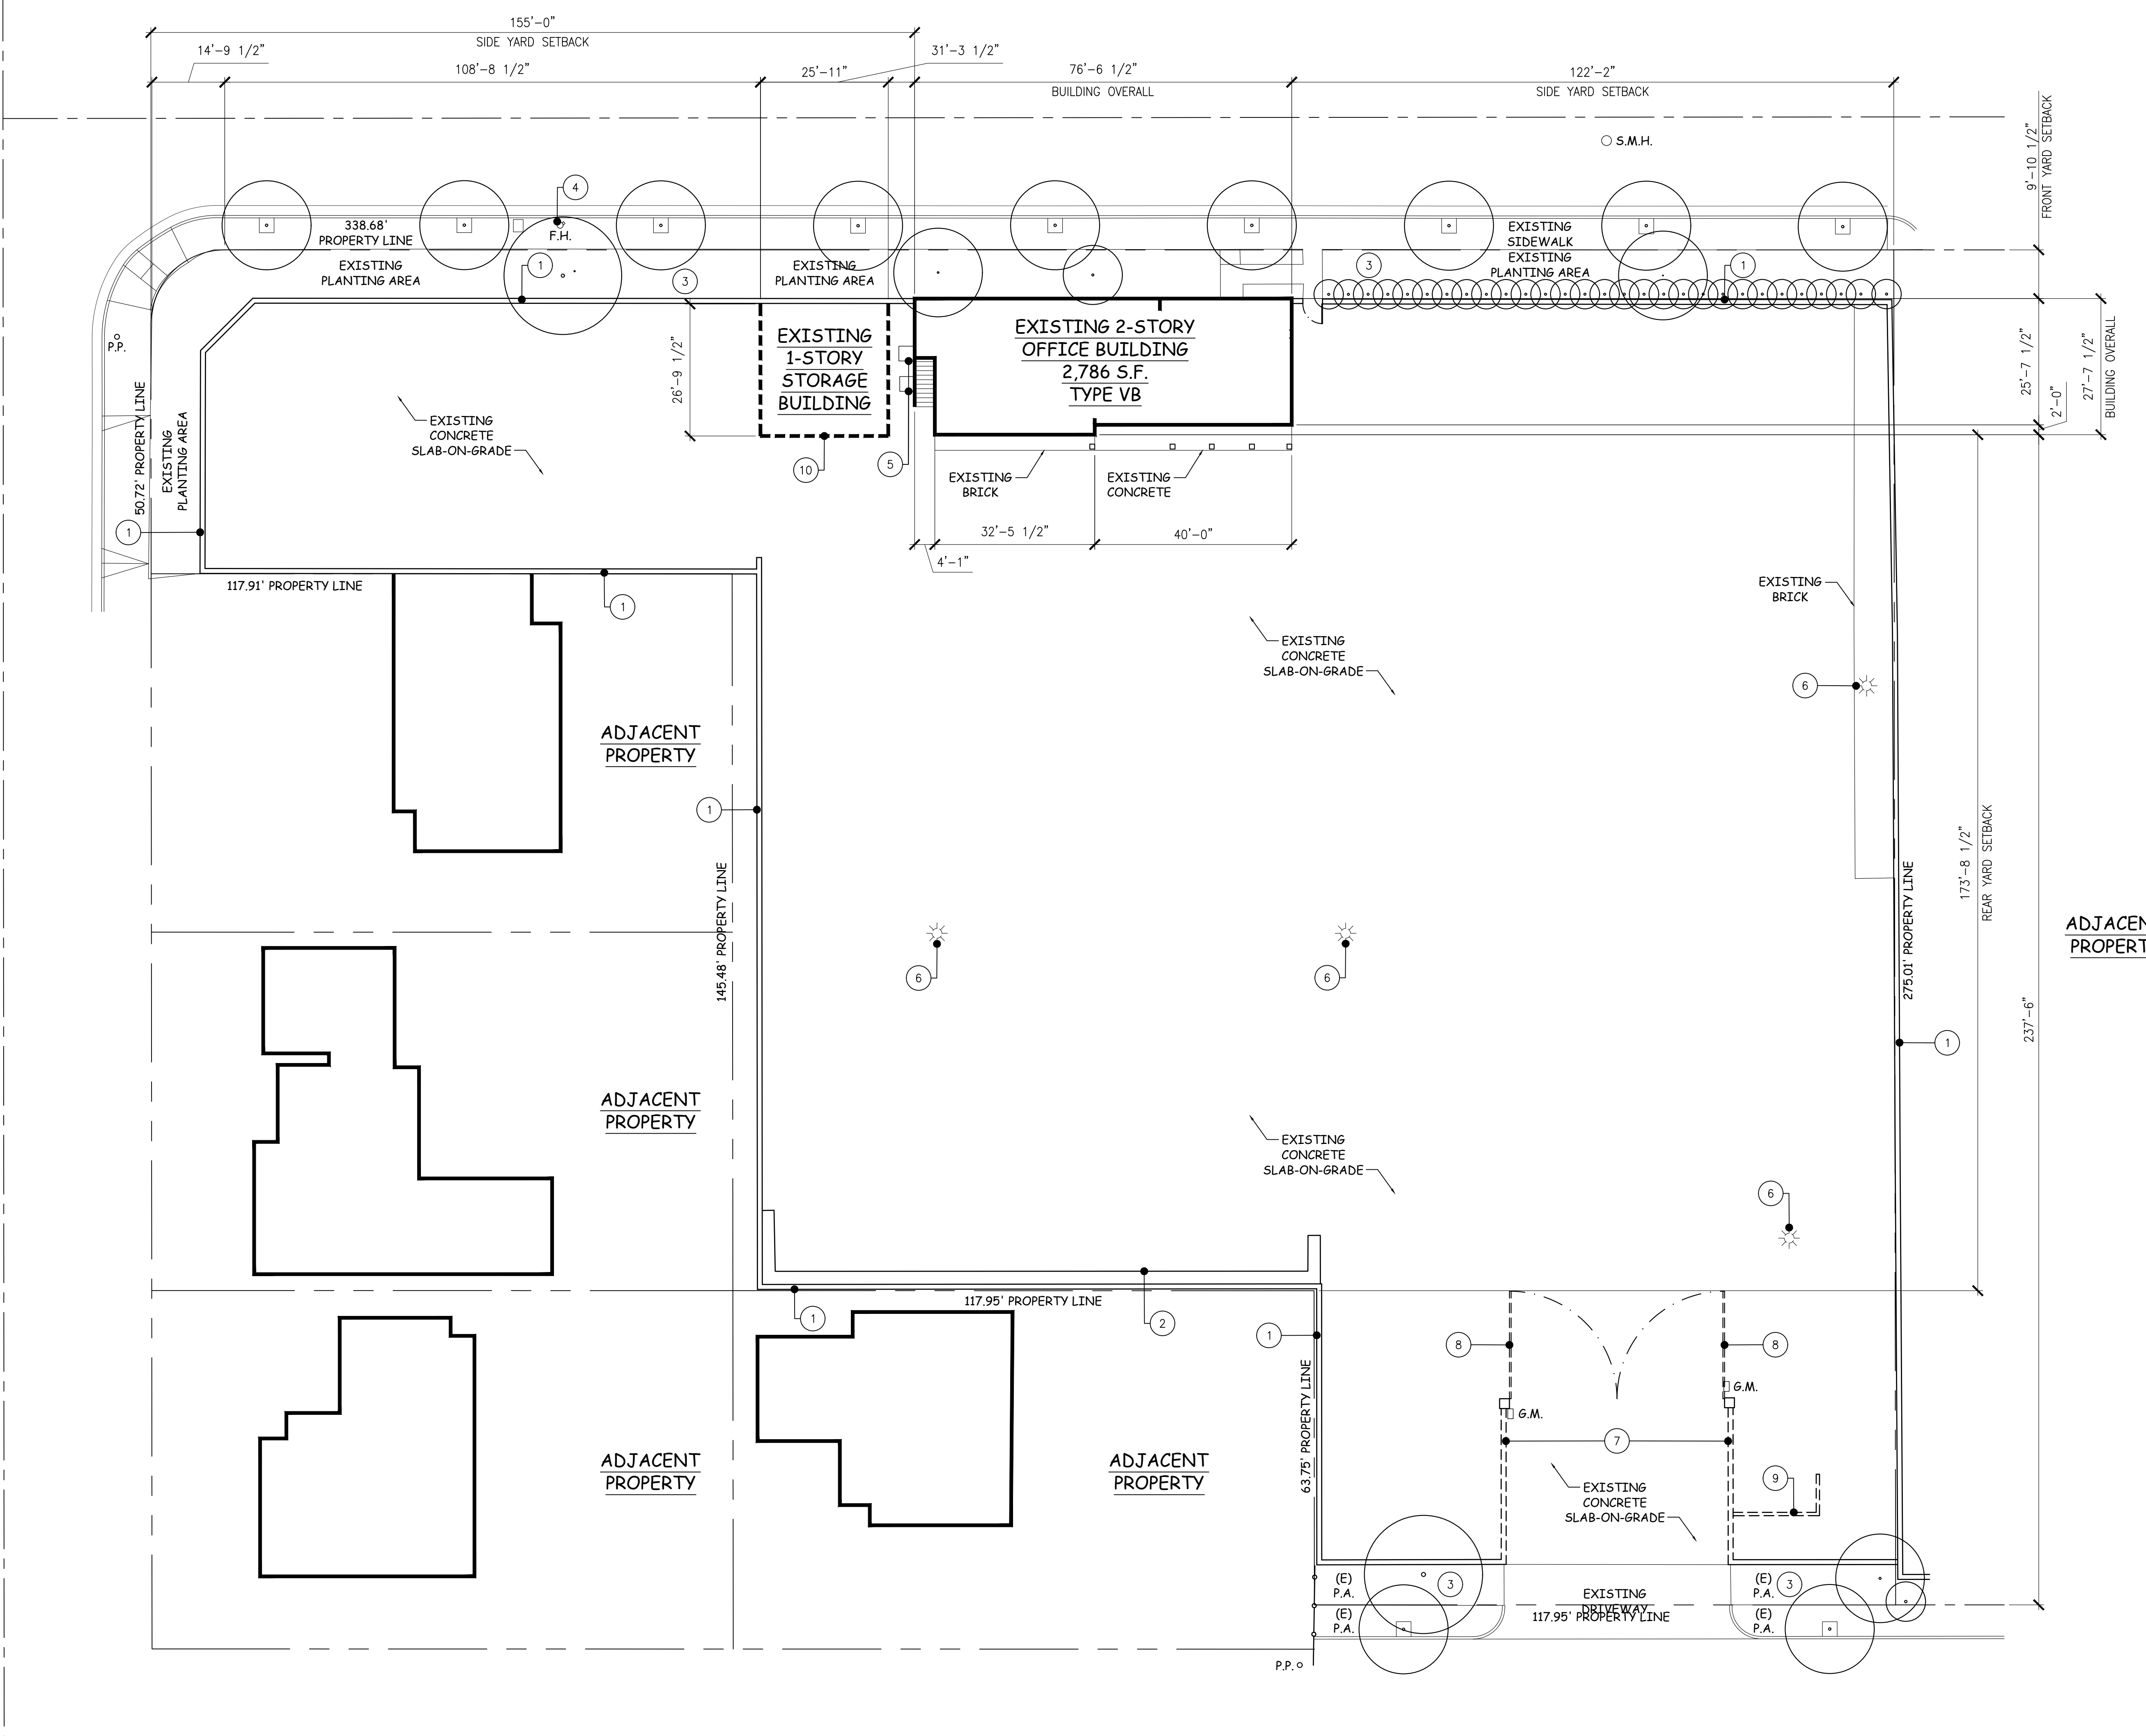 155'-0"
SIDE YARD SETBACK
14'-9 1/2"
31'-3 1/2"
108'-8 1/2"
25'-11"
76'-6 1/2"
BUILDING OVERALL
122'-2"
SIDE YARD SETBACK
9'-10 1/2"
FRONT YARD SETBACK
S.M.H.
4
F.H.
338.68'
PROPERTY LINE
EXISTING
PLANTING AREA
1
3
EXISTING
PLANTING AREA
EXISTING
SIDEWALK
EXISTING
PLANTING AREA
3
1
P.P.
50.72' PROPERTY LINE
EXISTING
PLANTING AREA
1
EXISTING
CONCRETE
SLAB-ON-GRADE
26'-9 1/2"
EXISTING
1-STORY
STORAGE
BUILDING
10
5
EXISTING 2-STORY
OFFICE BUILDING
2,786 S.F.
TYPE VB
EXISTING
BRICK
EXISTING
CONCRETE
32'-5 1/2"
40'-0"
4'-1"
25'-7 1/2"
2'-0"
27'-7 1/2"
BUILDING OVERALL
117.91' PROPERTY LINE
1
EXISTING
BRICK
EXISTING
CONCRETE
SLAB-ON-GRADE
6
ADJACENT
PROPERTY
1
145.48' PROPERTY LINE
6
6
173'-8 1/2"
REAR YARD SETBACK
275.01' PROPERTY LINE
237'-6"
ADJACEN
PROPERT
1
ADJACENT
PROPERTY
EXISTING
CONCRETE
SLAB-ON-GRADE
6
117.95' PROPERTY LINE
1
2
1
63.75' PROPERTY LINE
8
8
G.M.
G.M.
7
9
ADJACENT
PROPERTY
ADJACENT
PROPERTY
EXISTING
CONCRETE
SLAB-ON-GRADE
(E)
P.A.
3
(E)
P.A.
3
EXISTING
DRIVEWAY
117.95' PROPERTY LINE
(E)
P.A.
(E)
P.A.
P.P.